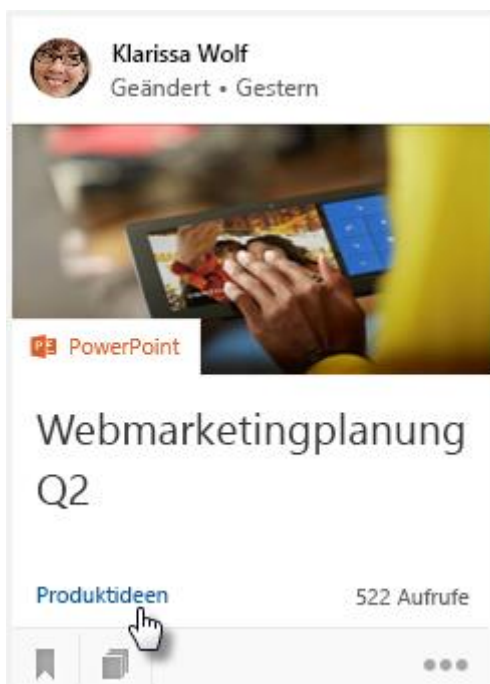 Klarissa Wolf
Geändert • Gestern
PowerPoint
Webmarketingplanung
Q2
Produktideen
522 Aufrufe